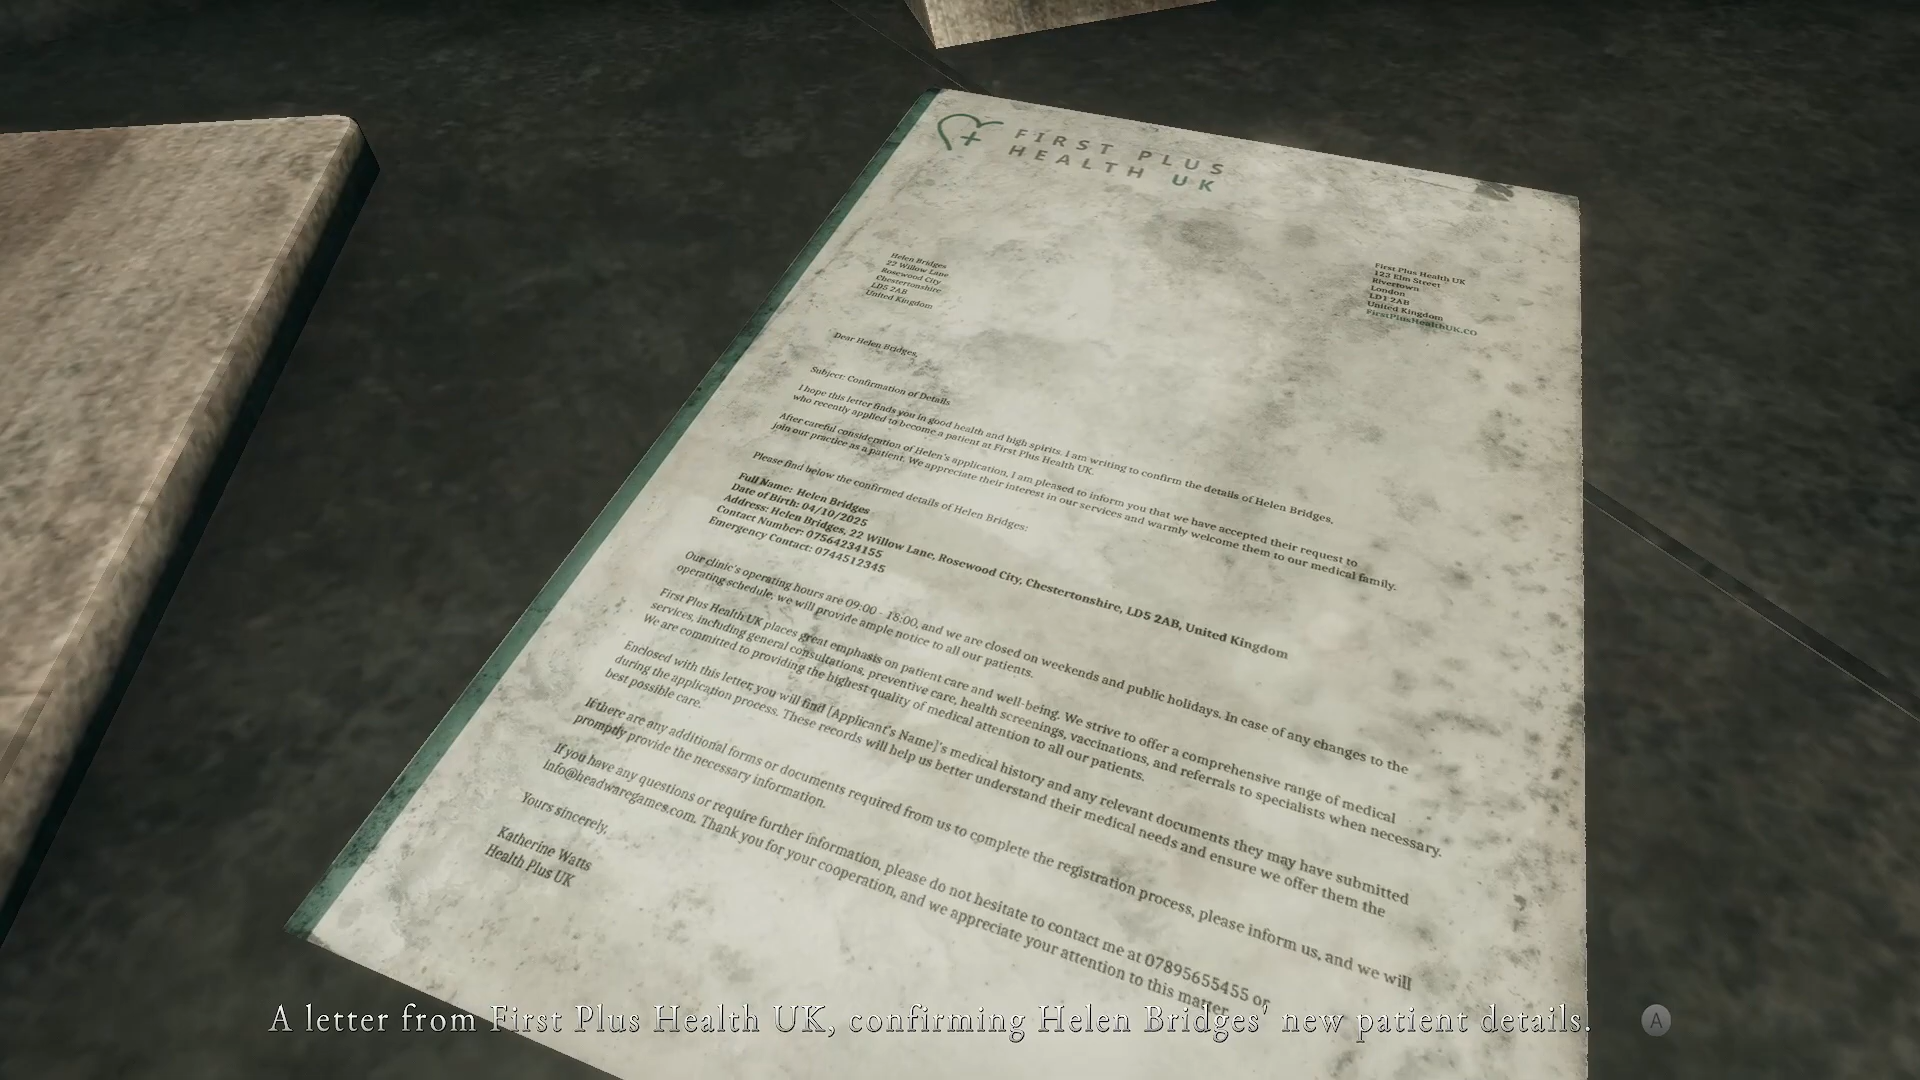 FIRST PLUS
HEALTH UK
Helen Bridges
22 Willow Lane
Rosewood City
Chestertonshire
LD5 2AB
United Kingdom
First Plus Health UK
123 Elm Street
Rivertown
London
LD1 2AB
United Kingdom
FirstPlusHealthUK.CO
Dear Helen Bridges,
Subject: Confirmation of Details
I hope this letter finds you in good health and high spirits. I am writing to confirm the details of Helen Bridges,
who recently applied to become a patient at First Plus Health UK.
After careful consideration of Helen's application, I am pleased to inform you that we have accepted their request to
join our practice as a patient. We appreciate their interest in our services and warmly welcome them to our medical family.
Please find below the confirmed details of Helen Bridges:
Full Name: Helen Bridges
Date of Birth: 04/10/2025
Address: Helen Bridges, 22 Willow Lane, Rosewood City, Chestertonshire, LD5 2AB, United Kingdom
Contact Number: 07564234155
Emergency Contact: 0744512345
Our clinic's operating hours are 09:00 - 18:00, and we are closed on weekends and public holidays. In case of any changes to the
operating schedule, we will provide ample notice to all our patients.
First Plus Health UK places great emphasis on patient care and well-being. We strive to offer a comprehensive range of medical
services, including general consultations, preventive care, health screenings, vaccinations, and referrals to specialists when necessary.
We are committed to providing the highest quality of medical attention to all our patients.
Enclosed with this letter, you will find [Applicant's Name]'s medical history and any relevant documents they may have submitted
during the application process. These records will help us better understand their medical needs and ensure we offer them the
best possible care.
If there are any additional forms or documents required from us to complete the registration process, please inform us, and we will
promptly provide the necessary information.
If you have any questions or require further information, please do not hesitate to contact me at 07895655455 or
info@headwaregames.com. Thank you for your cooperation, and we appreciate your attention to this matter.
Yours sincerely,
Katherine Watts
Health Plus UK
A letter from First Plus Health UK, confirming Helen Bridges' new patient details.
A